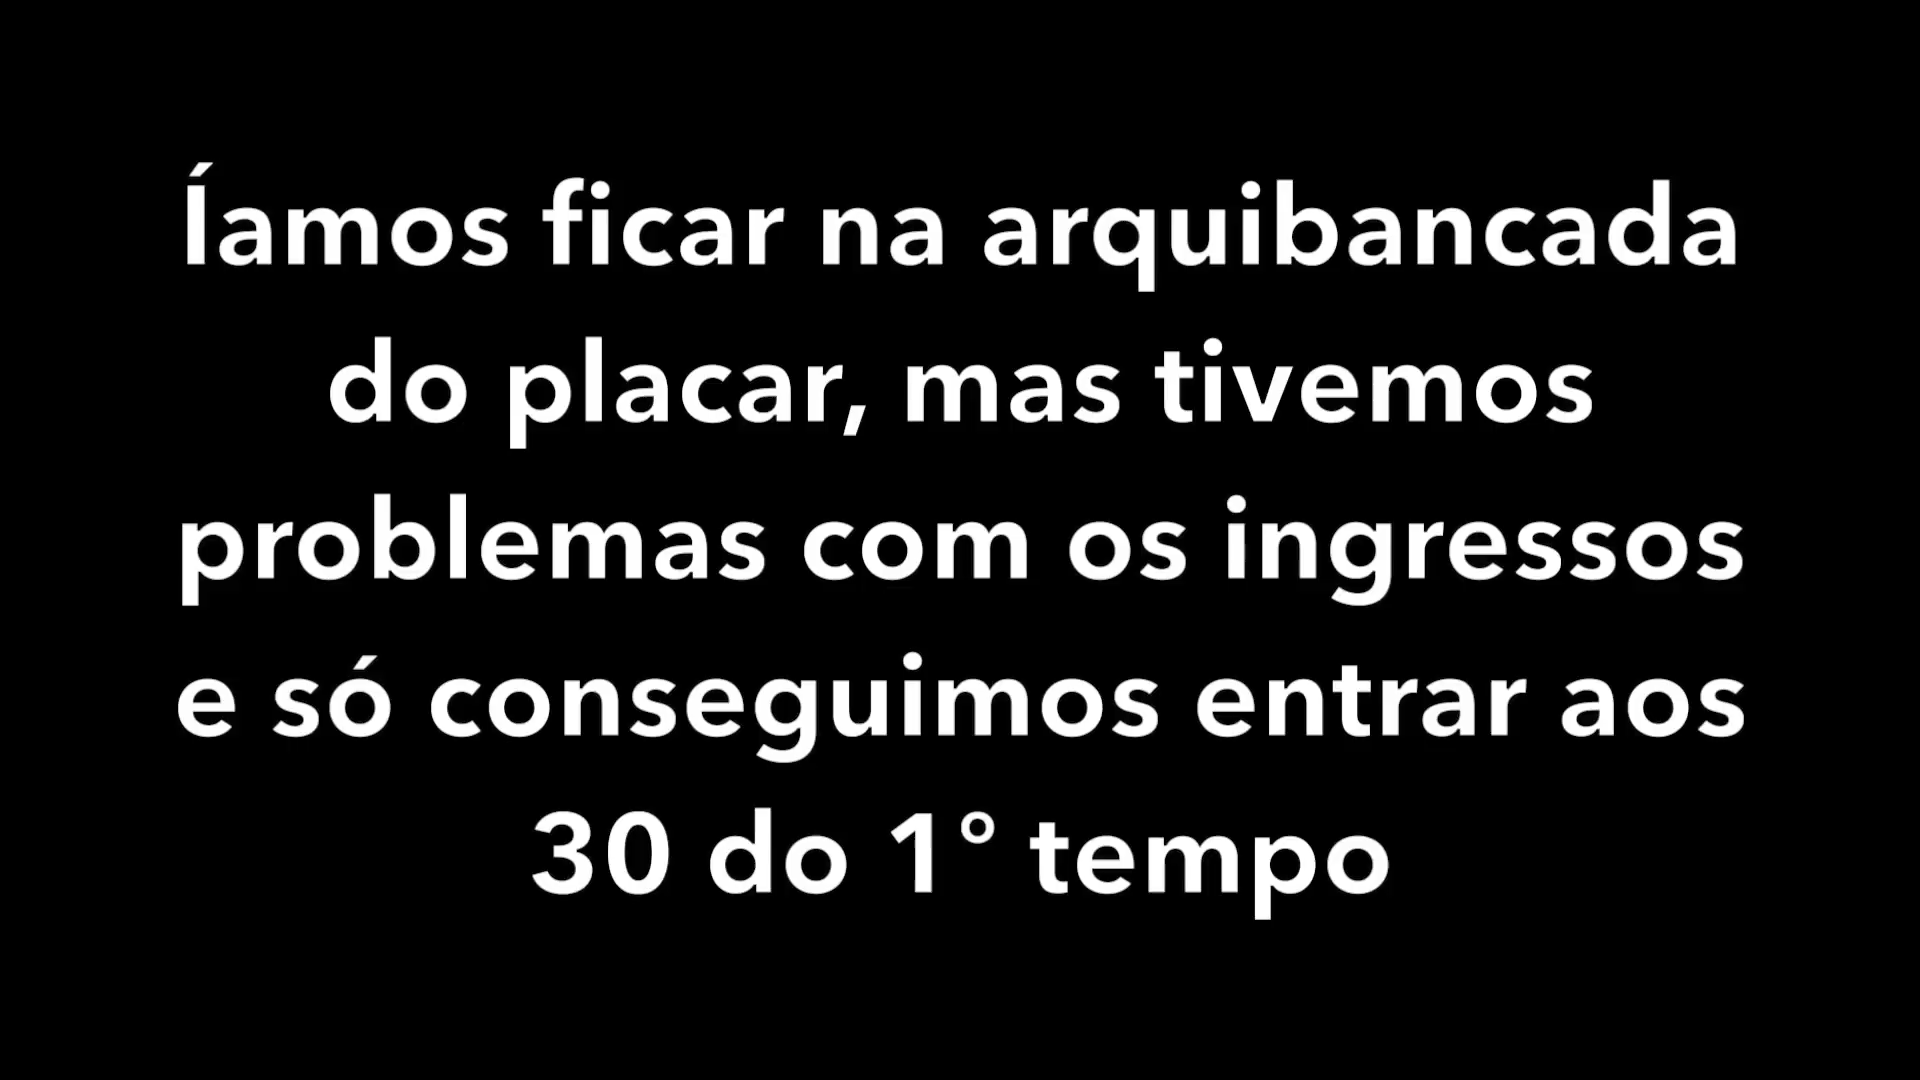 Íamos ficar na arquibancada
do placar, mas tivemos
problemas com os ingressos
e só conseguimos entrar aos
30 do 1º tempo